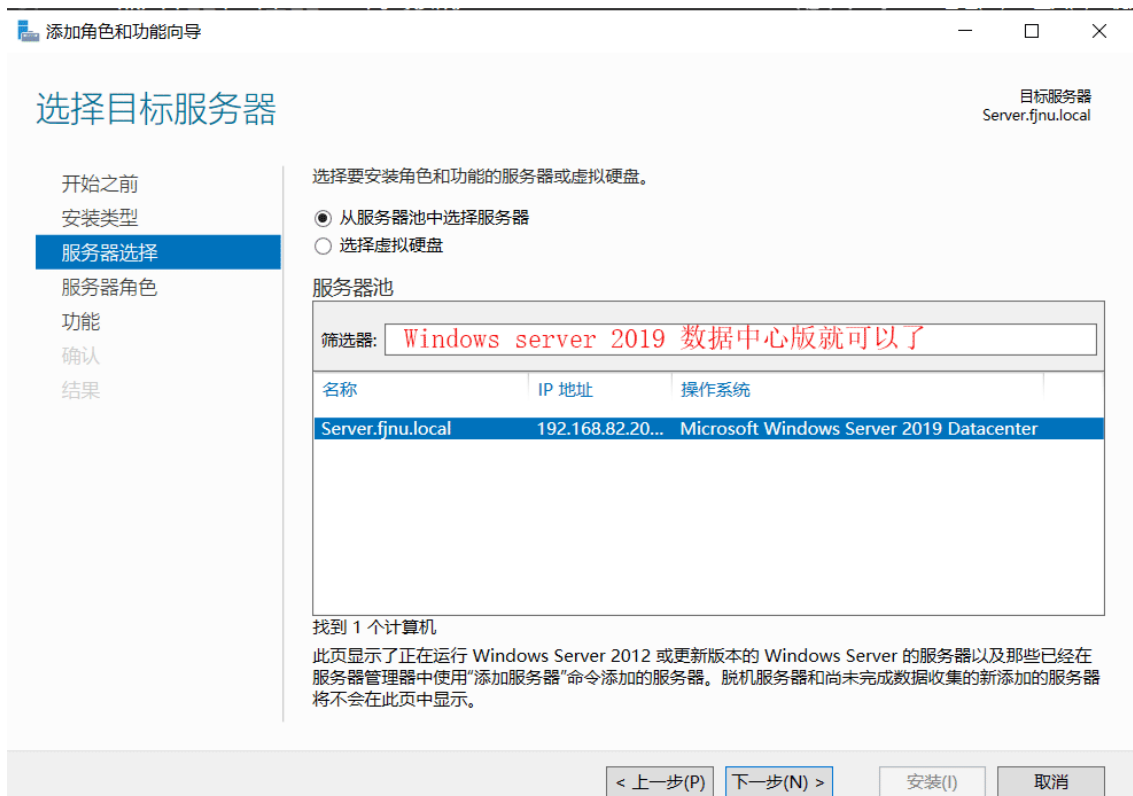 添加角色和功能向导
选择目标服务器
目标服务器
Server.fjnu.local
开始之前
安装类型
服务器选择
服务器角色
功能
确认
结果
选择要安装角色和功能的服务器或虚拟硬盘。
从服务器池中选择服务器
选择虚拟硬盘
服务器池
筛选器: Windows server 2019 数据中心版就可以了
名称 IP 地址 操作系统
Server.fjnu.local 192.168.82.20... Microsoft Windows Server 2019 Datacenter
找到 1 个计算机
此页显示了正在运行 Windows Server 2012 或更新版本的 Windows Server 的服务器以及那些已经在
服务器管理器中使用"添加服务器"命令添加的服务器。脱机服务器和尚未完成数据收集的新添加的服务器
将不会在此页中显示。
< 上一步(P) 下一步(N) > 安装(I) 取消